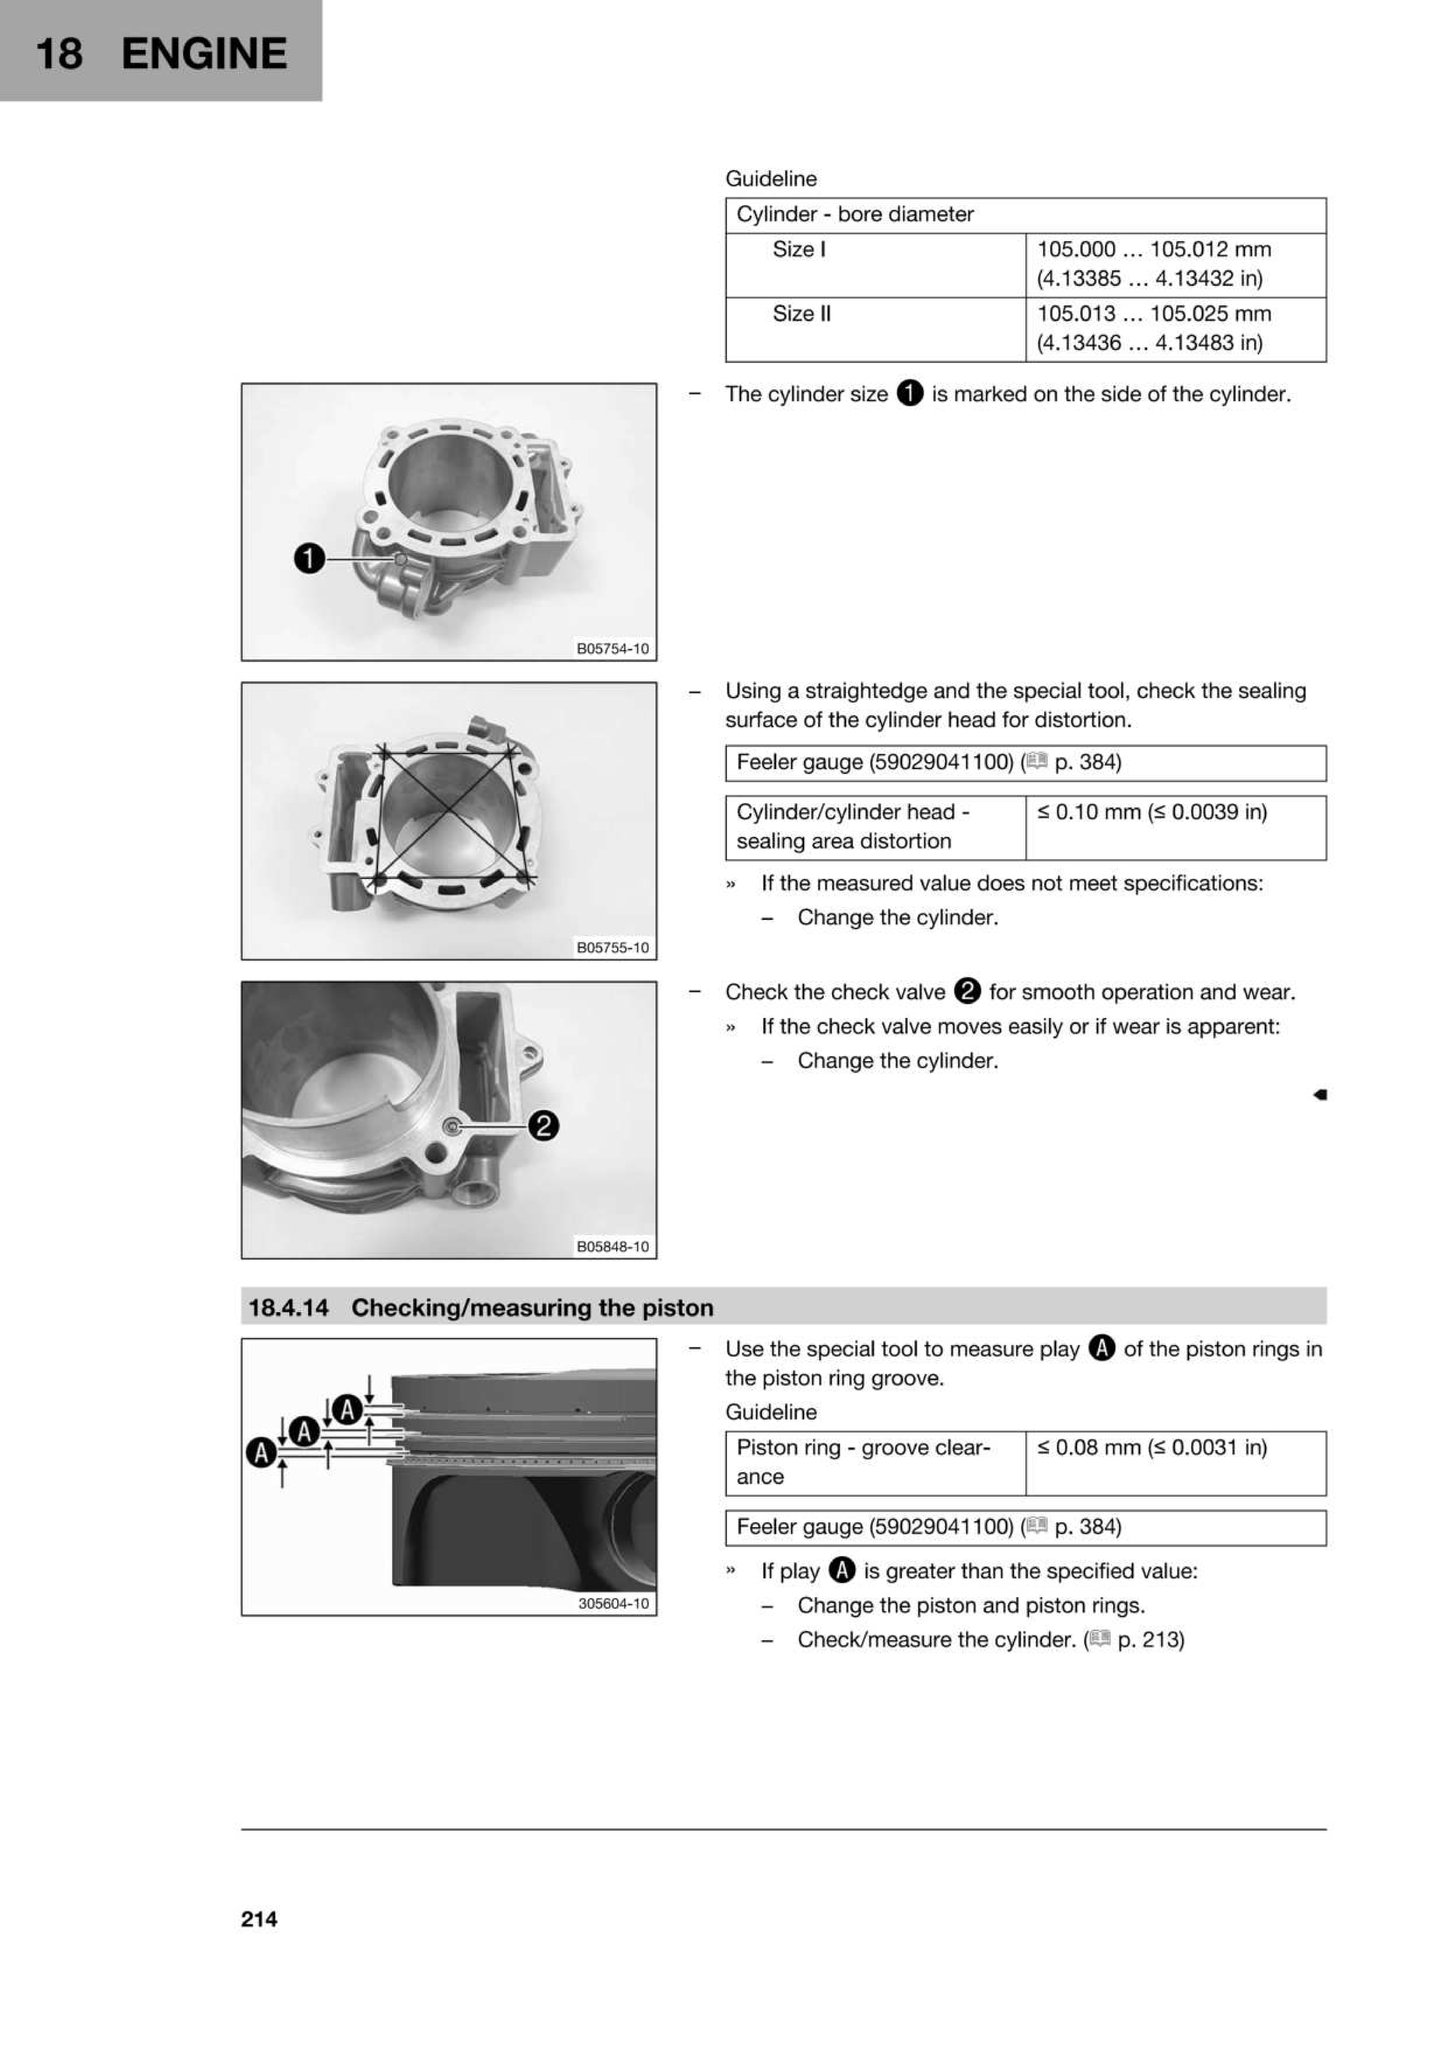 18 ENGINE
Guideline
Cylinder - bore diameter
Size I
105.000 … 105.012 mm
(4.13385 … 4.13432 in)
Size II
105.013 … 105.025 mm
(4.13436 … 4.13483 in)
1
B05754-10
– The cylinder size 1 is marked on the side of the cylinder.
B05755-10
– Using a straightedge and the special tool, check the sealing
surface of the cylinder head for distortion.
Feeler gauge (59029041100) ( p. 384)
Cylinder/cylinder head -
sealing area distortion
≤ 0.10 mm (≤ 0.0039 in)
» If the measured value does not meet specifications:
– Change the cylinder.
2
B05848-10
– Check the check valve 2 for smooth operation and wear.
» If the check valve moves easily or if wear is apparent:
– Change the cylinder.
18.4.14 Checking/measuring the piston
A
A
A
305604-10
– Use the special tool to measure play A of the piston rings in
the piston ring groove.
Guideline
Piston ring - groove clear-
ance
≤ 0.08 mm (≤ 0.0031 in)
Feeler gauge (59029041100) ( p. 384)
» If play A is greater than the specified value:
– Change the piston and piston rings.
– Check/measure the cylinder. ( p. 213)
214